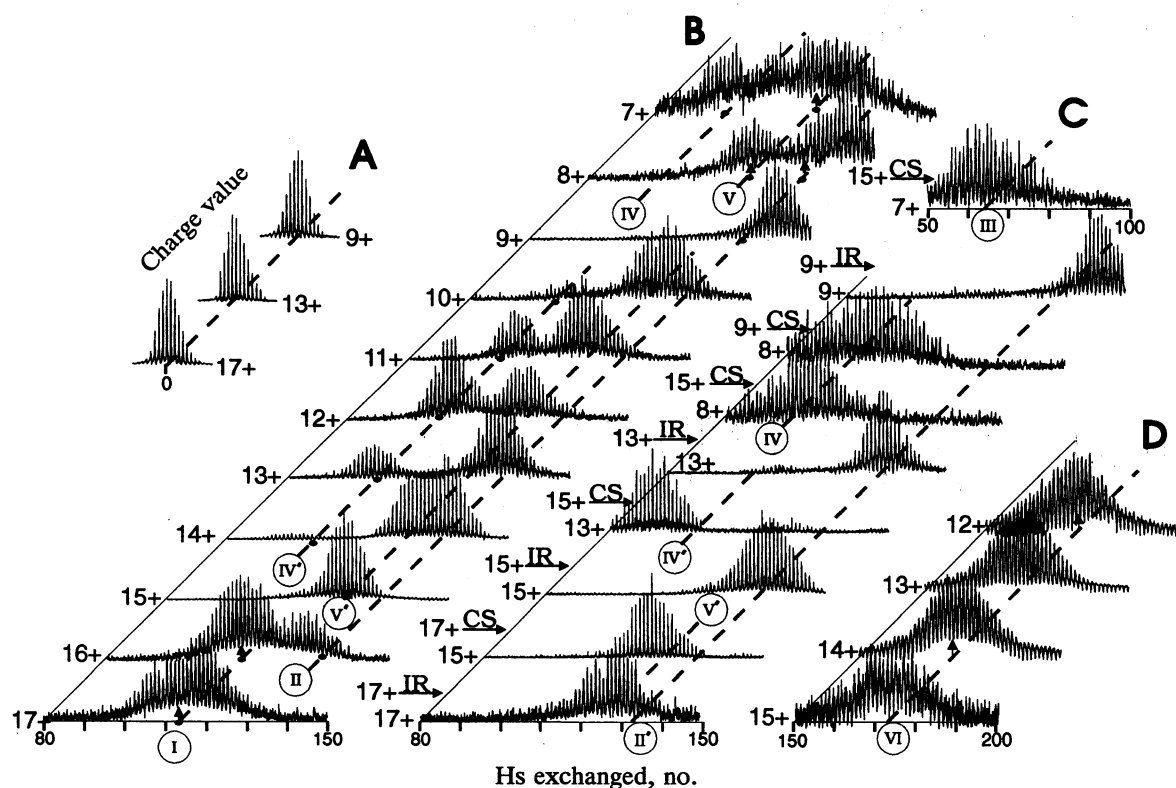 A
Charge value
9+
13+
17+
0
B
7+
8+
9+
10+
11+
12+
13+
14+
15+
16+
17+
80
150
IV
V
IV'
V'
II
I
C
15+ CS
7+
50
100
III
9+ IR
9+
9+ CS
8+
15+ CS
8+
IV
13+ IR
13+
15+ CS
13+
IV'
15+ IR
15+
V'
17+ CS
15+
17+ IR
17+
80
150
II'
D
12+
13+
14+
15+
150
200
VI
Hs exchanged, no.